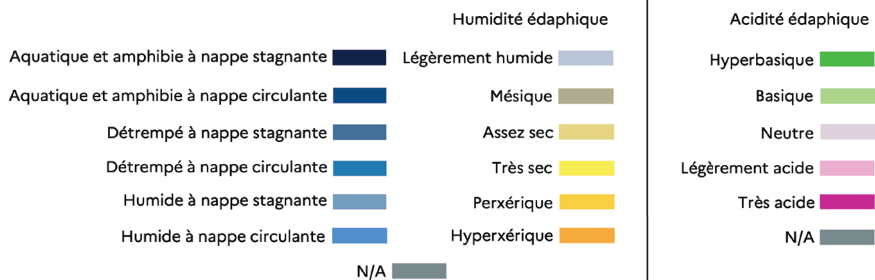 Humidité édaphique
Aquatique et amphibie à nappe stagnante
Aquatique et amphibie à nappe circulante
Détrempé à nappe stagnante
Détrempé à nappe circulante
Humide à nappe stagnante
Humide à nappe circulante
Légèrement humide
Mésique
Assez sec
Très sec
Perxérique
Hyperxérique
N/A
Acidité édaphique
Hyperbasique
Basique
Neutre
Légèrement acide
Très acide
N/A